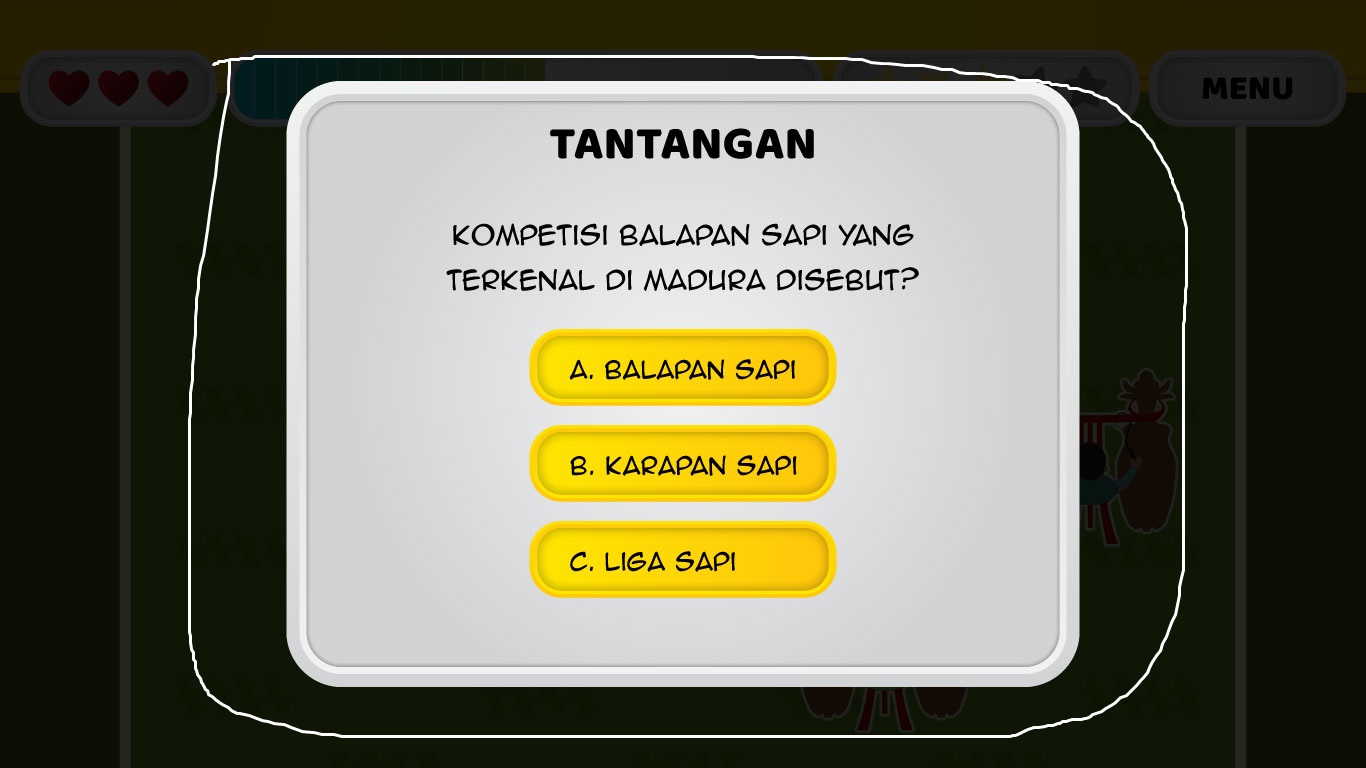 MENU
TANTANGAN
KOMPETISI BALAPAN SAPI YANG
TERKENAL DI MADURA DISEBUT?
A. BALAPAN SAPI
B. KARAPAN SAPI
C. LIGA SAPI